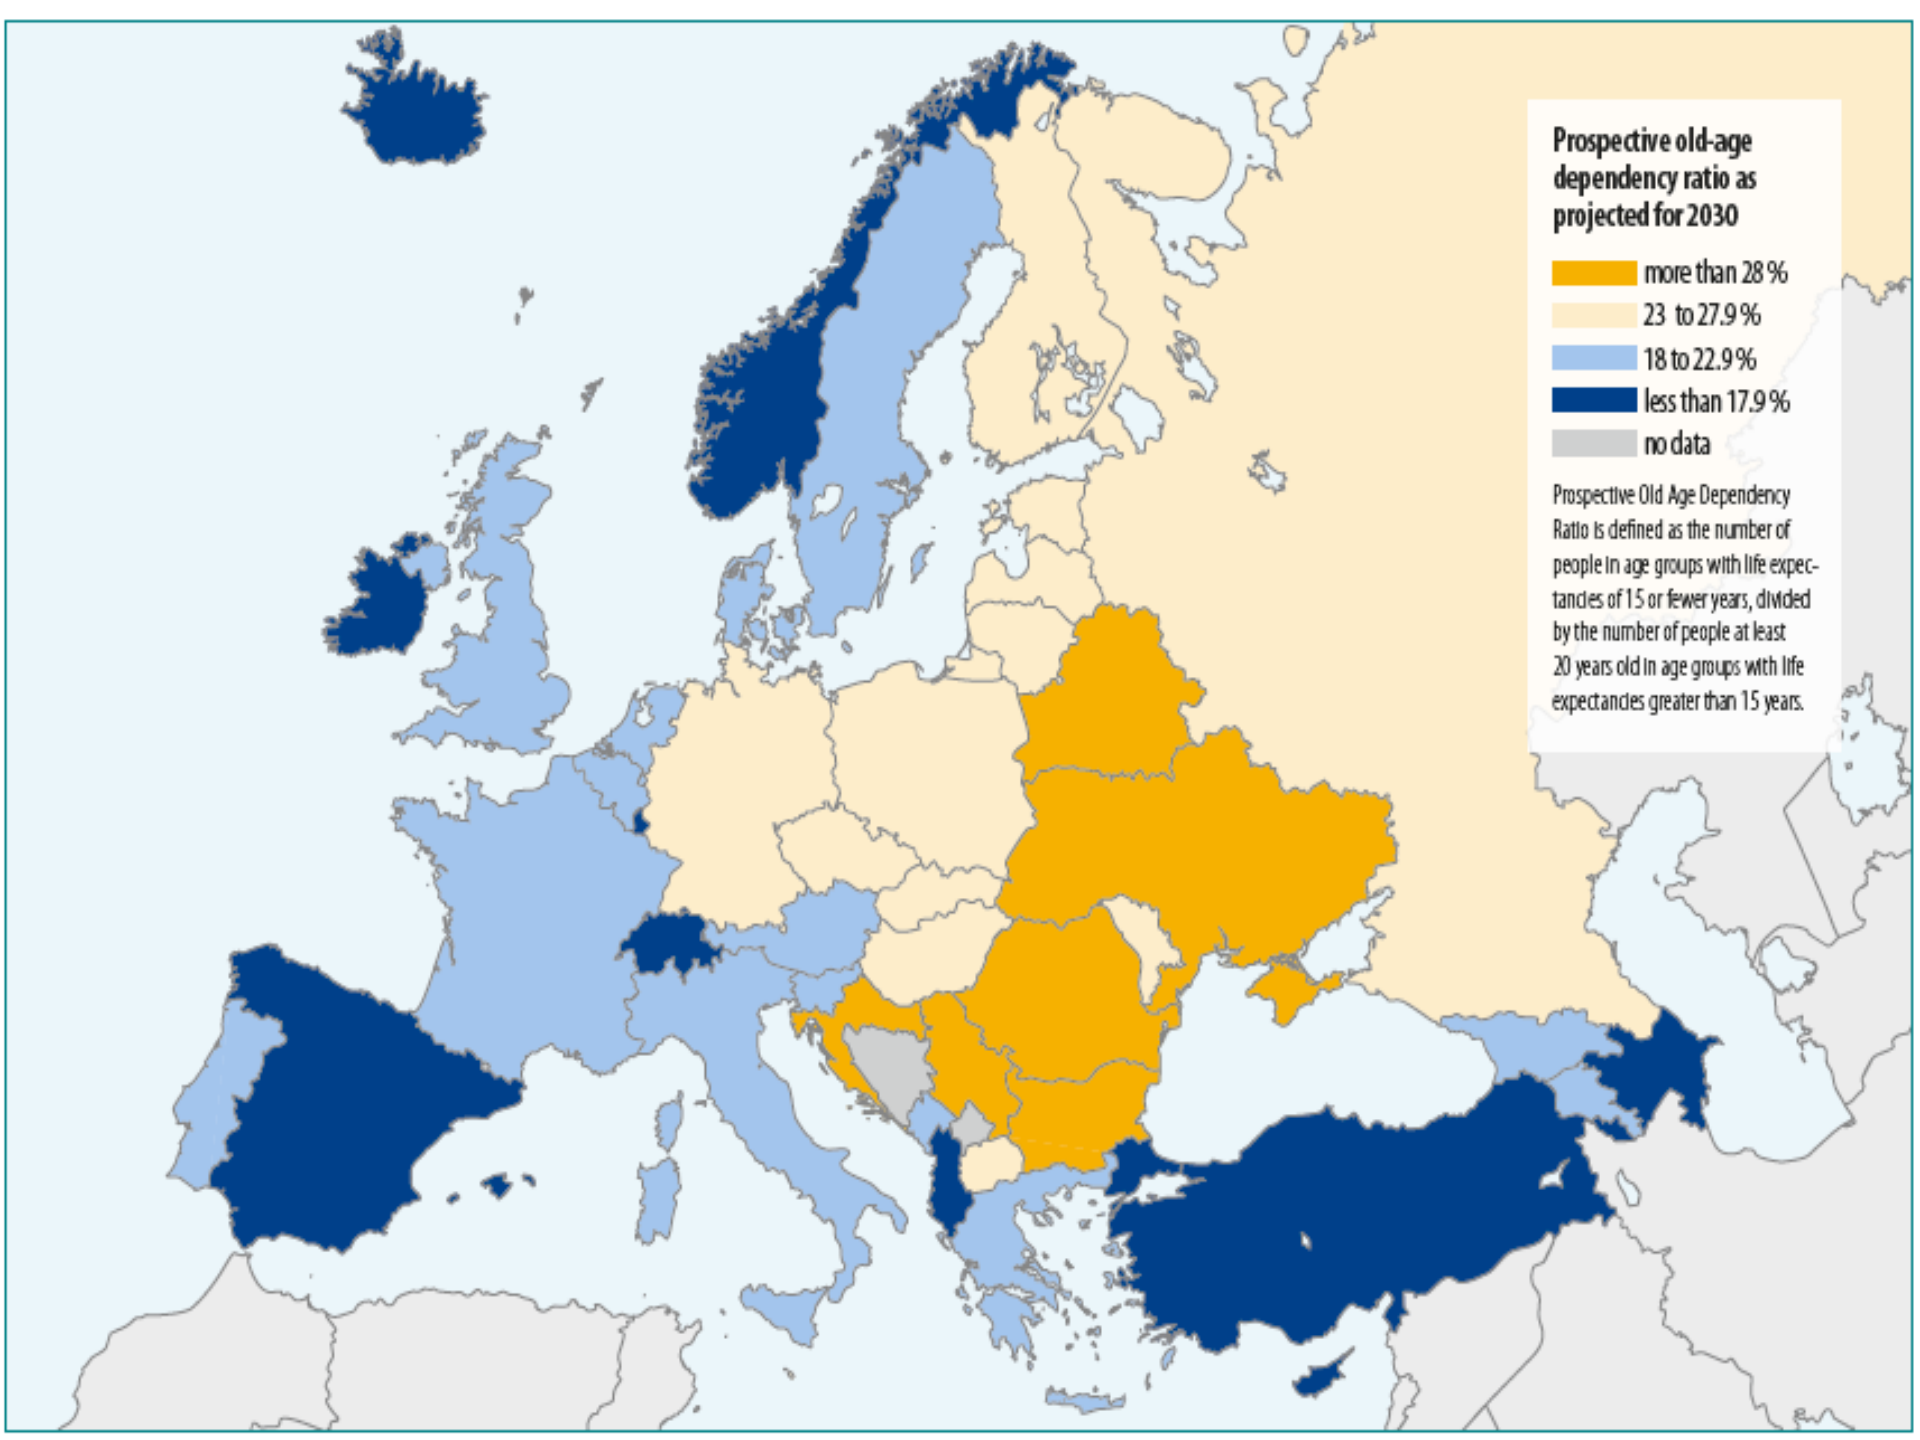 Prospective old-age
dependency ratio as
projected for 2030
more than 28 %
23 to 27.9 %
18 to 22.9 %
less than 17.9 %
no data
Prospective Old Age Dependency
Ratio is defined as the number of
people in age groups with life expec-
tancies of 15 or fewer years, divided
by the number of people at least
20 years old in age groups with life
expectancies greater than 15 years.